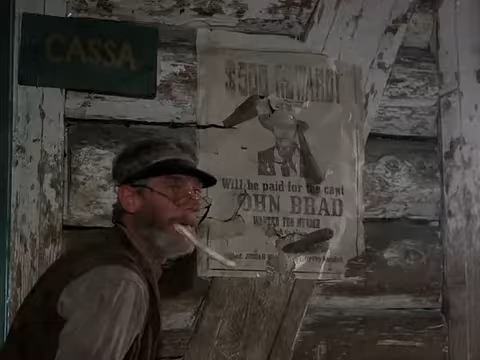 CASSA
$500 REWARD!
Will be paid for the capt
JOHN BRAD
WANTED FOR MURDER